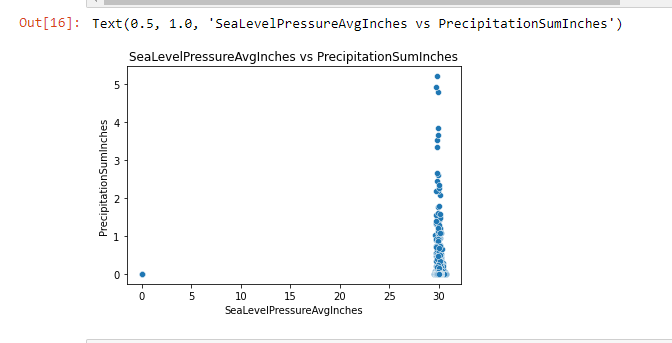 Out[16]: Text(0.5, 1.0, 'SeaLevelPressureAvgInches vs PrecipitationSumInches')
SeaLevelPressureAvgInches vs PrecipitationSumInches
5
4
3
2
1
0
PrecipitationSumInches
0 5 10 15 20 25 30
SeaLevelPressureAvgInches